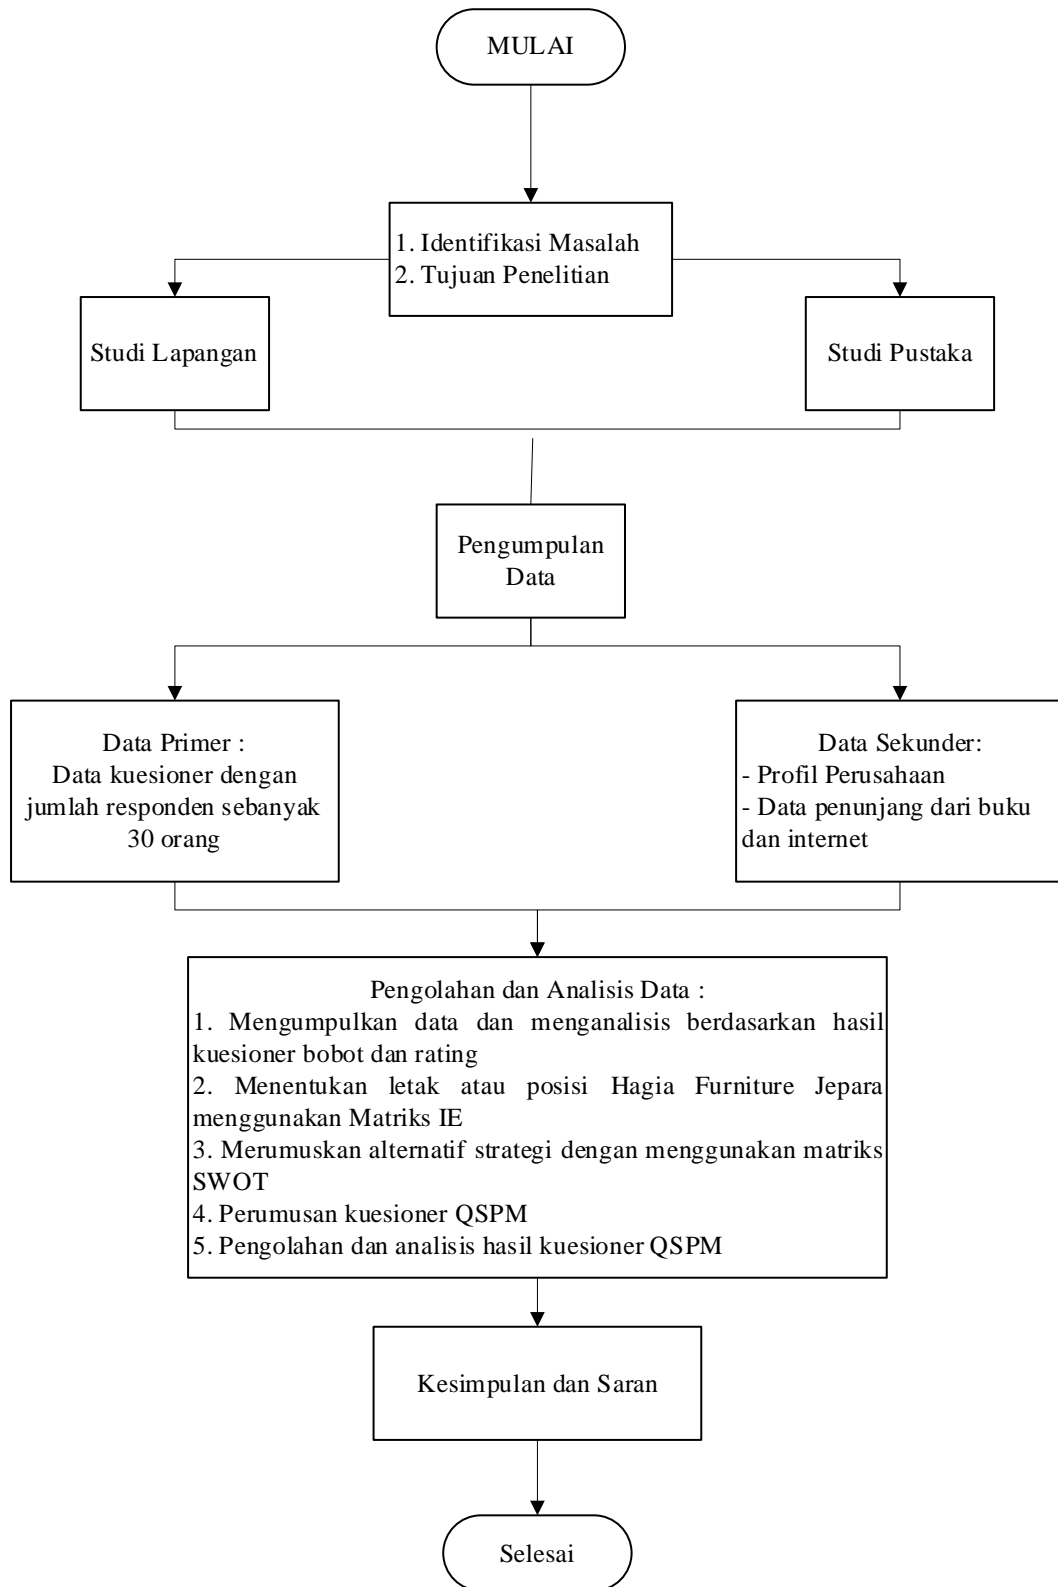 MULAI
1. Identifikasi Masalah
2. Tujuan Penelitian
Studi Lapangan
Studi Pustaka
Pengumpulan
Data
Data Primer :
Data kuesioner dengan
jumlah responden sebanyak
30 orang
Data Sekunder:
- Profil Perusahaan
- Data penunjang dari buku
dan internet
Pengolahan dan Analisis Data :
1. Mengumpulkan data dan menganalisis berdasarkan hasil
kuesioner bobot dan rating
2. Menentukan letak atau posisi Hagia Furniture Jepara
menggunakan Matriks IE
3. Merumuskan alternatif strategi dengan menggunakan matriks
SWOT
4. Perumusan kuesioner QSPM
5. Pengolahan dan analisis hasil kuesioner QSPM
Kesimpulan dan Saran
Selesai